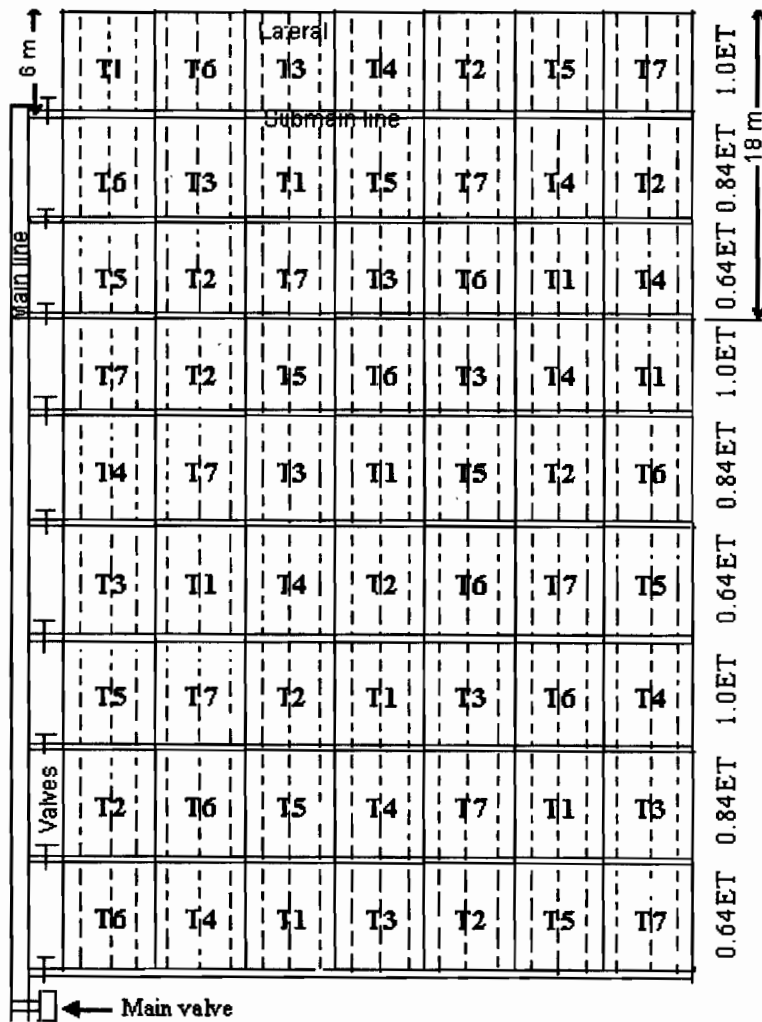 Lateral
6 m
T1 T6 T3 T4 T2 T5 T7 1.0ET
Submain line
18 m
T6 T3 T1 T5 T7 T4 T2 0.84ET
Main line
T5 T2 T7 T3 T6 T1 T4 0.64ET
T7 T2 T5 T6 T3 T4 T1 1.0ET
T4 T7 T3 T1 T5 T2 T6 0.84ET
T3 T1 T4 T2 T6 T7 T5 0.64ET
T5 T7 T2 T1 T3 T6 T4 1.0ET
Valves
T2 T6 T5 T4 T7 T1 T3 0.84ET
T6 T4 T1 T3 T2 T5 T7 0.64ET
Main valve